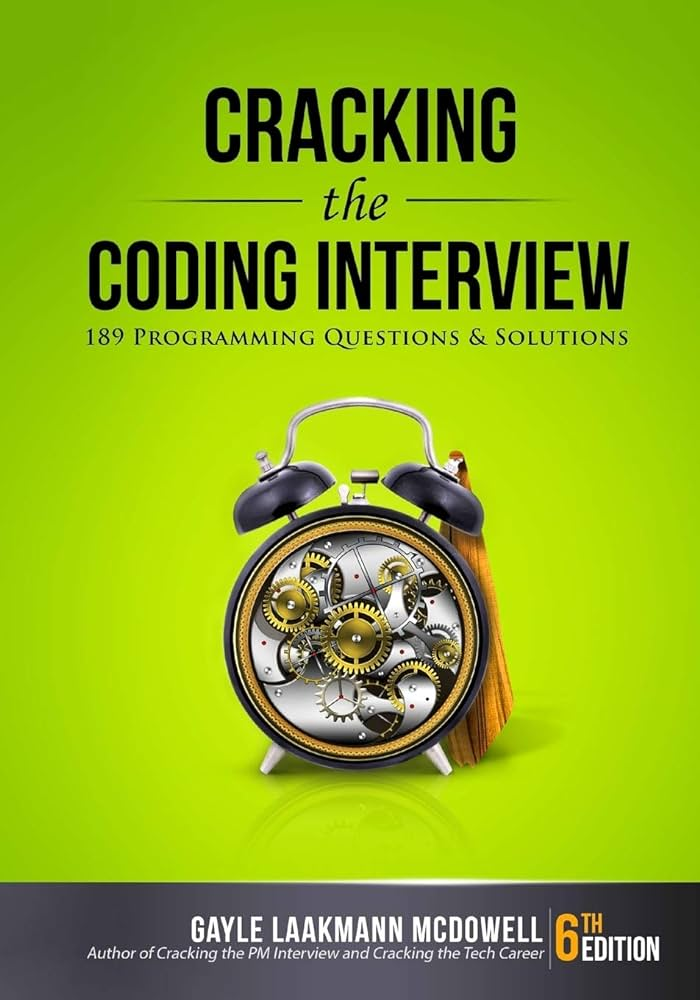 CRACKING
the
CODING INTERVIEW
189 PROGRAMMING QUESTIONS & SOLUTIONS
GAYLE LAAKMANN MCDOWELL
Author of Cracking the PM Interview and Cracking the Tech Career
6TH
EDITION